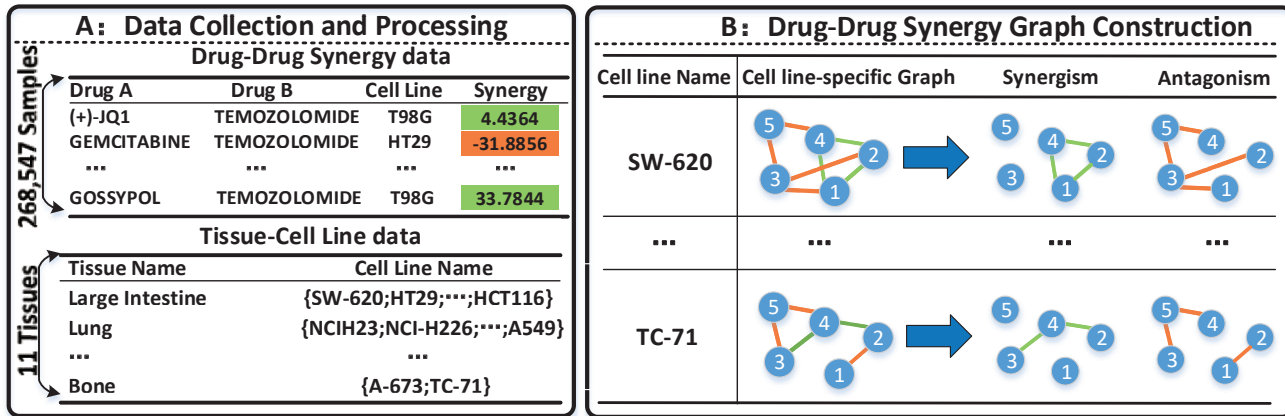 A: Data Collection and Processing
268,547 Samples
Drug-Drug Synergy data
Drug A Drug B Cell Line Synergy
(+)-JQ1 TEMOZOLOMIDE T98G 4.4364
GEMCITABINE TEMOZOLOMIDE HT29 -31.8856
... ... ... ...
GOSSYPOL TEMOZOLOMIDE T98G 33.7844
11 Tissues
Tissue-Cell Line data
Tissue Name Cell Line Name
Large Intestine {SW-620;HT29;...;HCT116}
Lung {NCIH23;NCI-H226;...;A549}
... ...
Bone {A-673;TC-71}
B: Drug-Drug Synergy Graph Construction
Cell line Name Cell line-specific Graph Synergism Antagonism
SW-620
5 4 2 3 1
5 4 2 3 1
5 4 2 3 1
... ... ... ...
TC-71
5 4 2 3 1
5 4 2 3 1
5 4 2 3 1